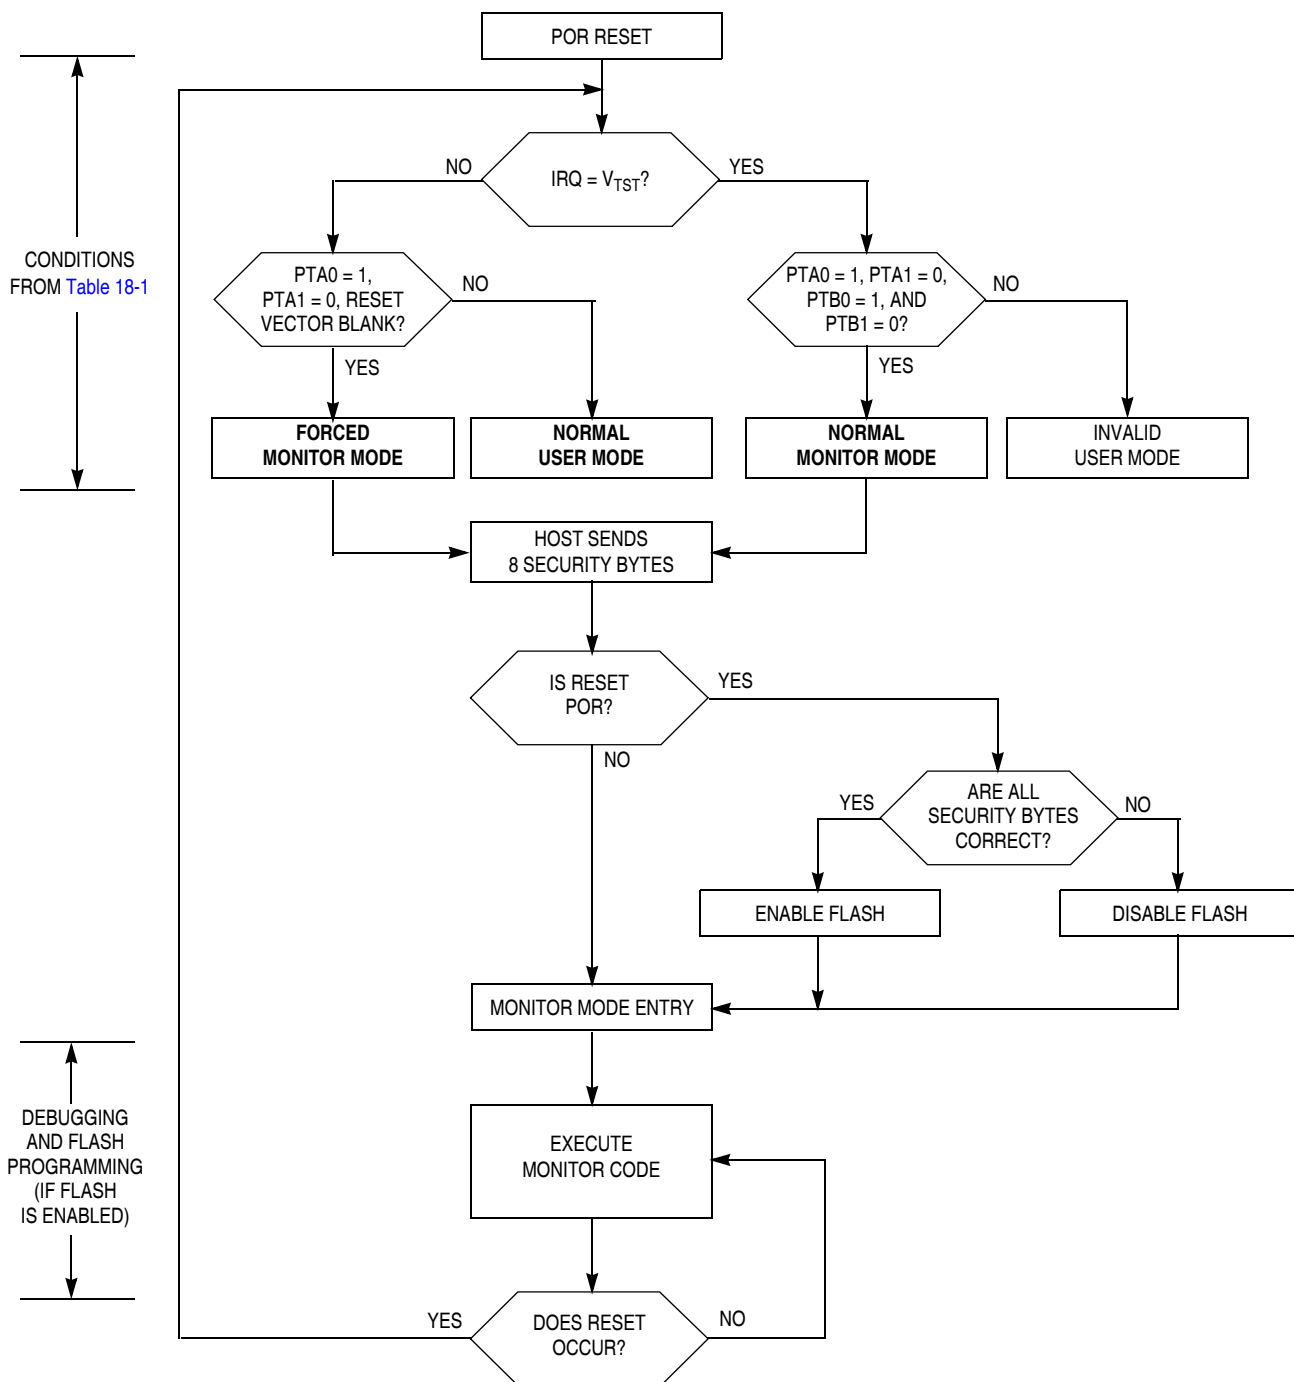 POR RESET
NO
YES
IRQ = VTST?
CONDITIONS
FROM Table 18-1
PTA0 = 1,
PTA1 = 0, RESET
VECTOR BLANK?
NO
YES
PTA0 = 1, PTA1 = 0,
PTB0 = 1, AND
PTB1 = 0?
NO
YES
FORCED
MONITOR MODE
NORMAL
USER MODE
NORMAL
MONITOR MODE
INVALID
USER MODE
HOST SENDS
8 SECURITY BYTES
IS RESET
POR?
YES
NO
ARE ALL
SECURITY BYTES
CORRECT?
YES
NO
ENABLE FLASH
DISABLE FLASH
MONITOR MODE ENTRY
DEBUGGING
AND FLASH
PROGRAMMING
(IF FLASH
IS ENABLED)
EXECUTE
MONITOR CODE
YES
DOES RESET
OCCUR?
NO